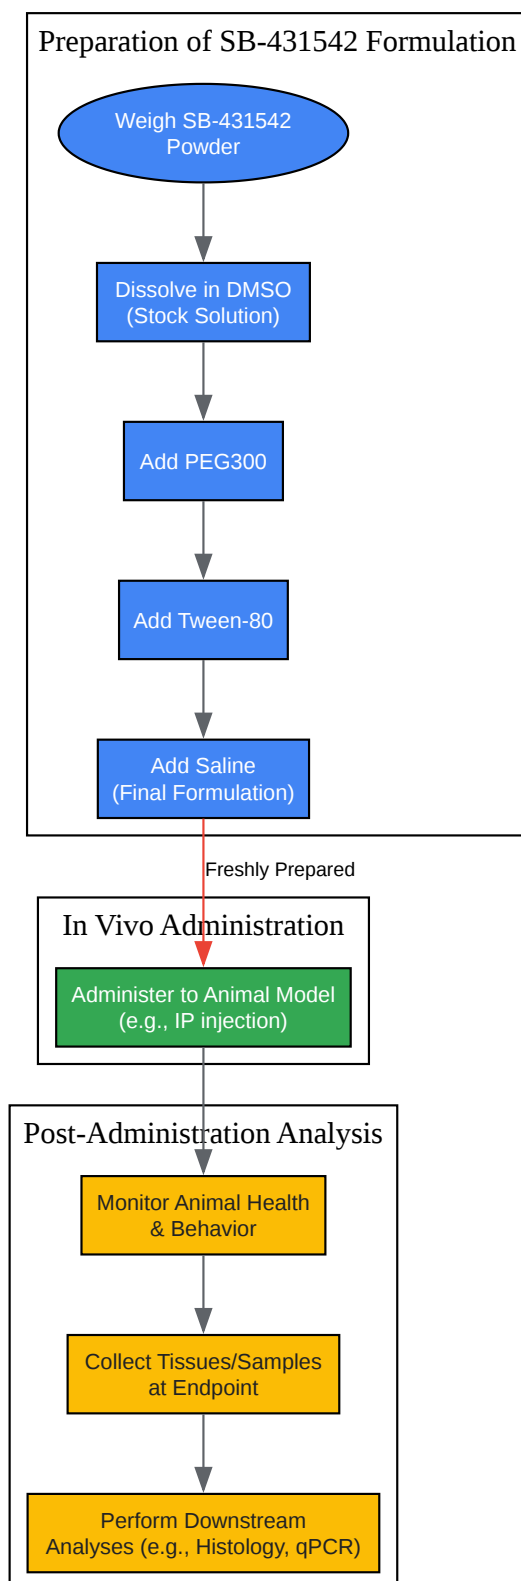 Preparation of SB-431542 Formulation
Weigh SB-431542
Powder
Dissolve in DMSO
(Stock Solution)
Add PEG300
Add Tween-80
Add Saline
(Final Formulation)
Freshly Prepared
In Vivo Administration
Administer to Animal Model
(e.g., IP injection)
Post-Administration Analysis
Monitor Animal Health
& Behavior
Collect Tissues/Samples
at Endpoint
Perform Downstream
Analyses (e.g., Histology, qPCR)